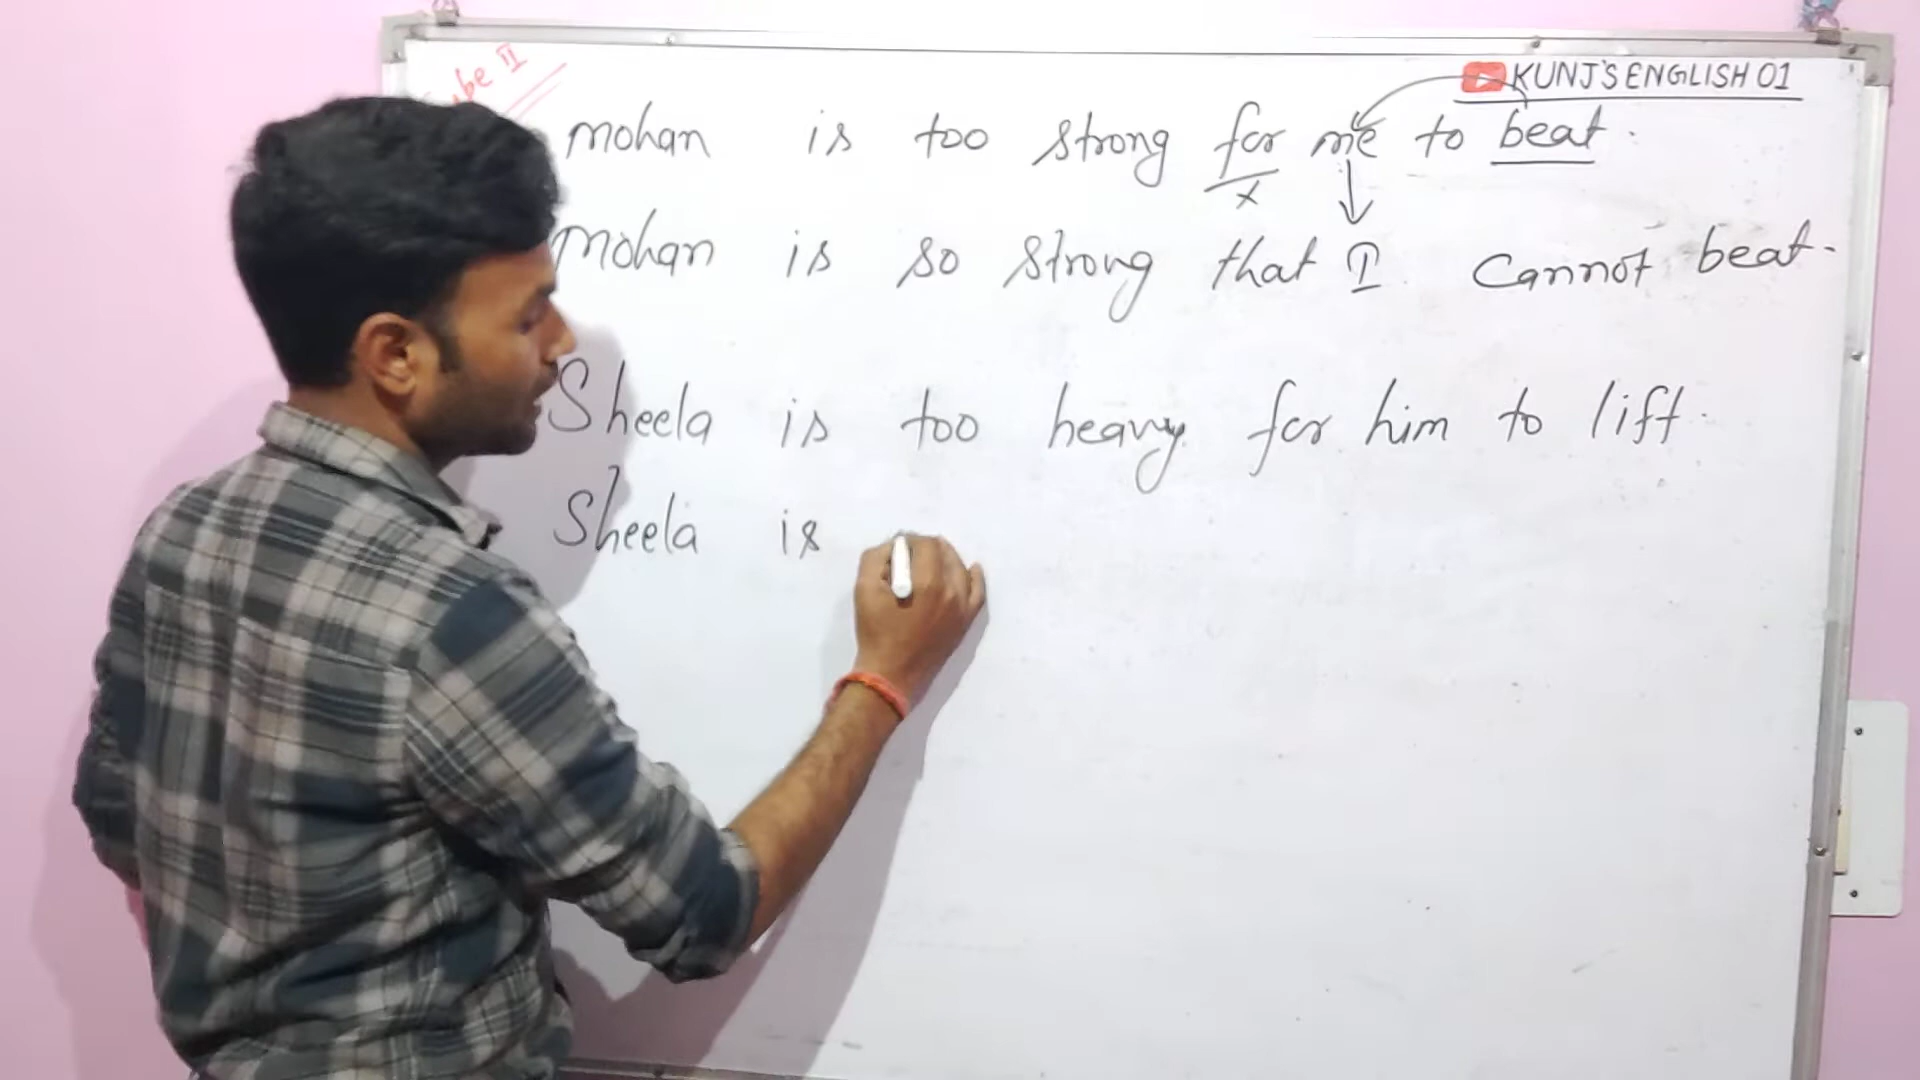 KUNJ'S ENGLISH 01
II
mohan is too strong for me to beat.
x
mohan is so strong that I cannot beat.
Sheela is too heavy for him to lift.
Sheela is